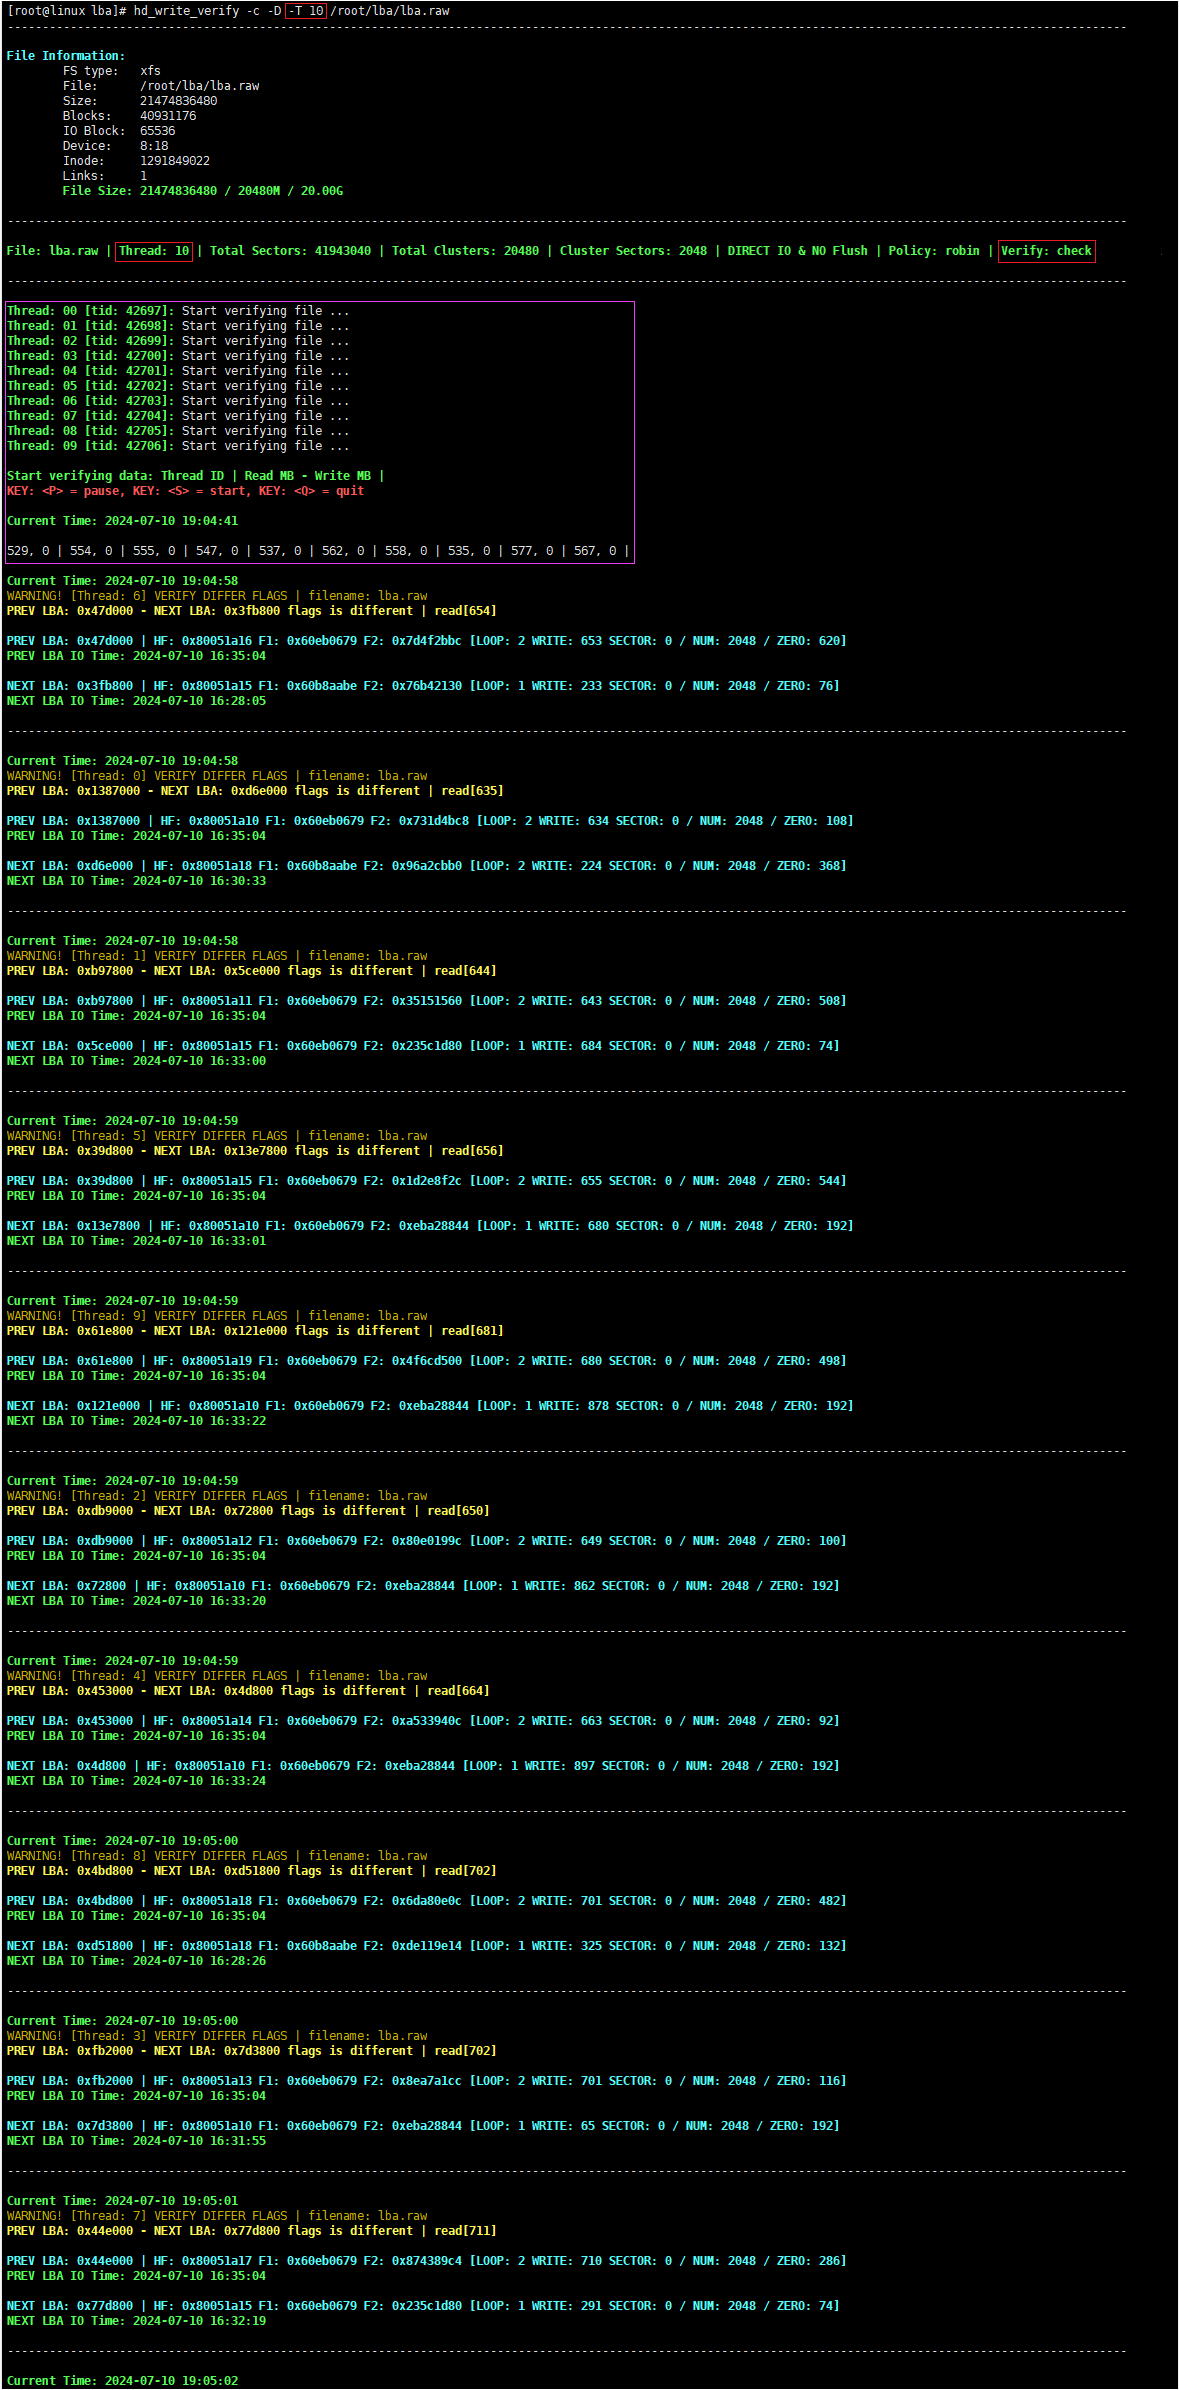 [root@linux lba]# hd_write_verify -c -D -T 10 /root/lba/lba.raw
----------------------------------------------------------------------------------------------------------------------------------------------------------------
File Information:
FS type: xfs
File: /root/lba/lba.raw
Size: 21474836480
Blocks: 40931176
IO Block: 65536
Device: 8:18
Inode: 1291849022
Links: 1
File Size: 21474836480 / 20480M / 20.00G
----------------------------------------------------------------------------------------------------------------------------------------------------------------
File: lba.raw | Thread: 10 | Total Sectors: 41943040 | Total Clusters: 20480 | Cluster Sectors: 2048 | DIRECT IO & NO Flush | Policy: robin | Verify: check
----------------------------------------------------------------------------------------------------------------------------------------------------------------
Thread: 00 [tid: 42697]: Start verifying file ...
Thread: 01 [tid: 42698]: Start verifying file ...
Thread: 02 [tid: 42699]: Start verifying file ...
Thread: 03 [tid: 42700]: Start verifying file ...
Thread: 04 [tid: 42701]: Start verifying file ...
Thread: 05 [tid: 42702]: Start verifying file ...
Thread: 06 [tid: 42703]: Start verifying file ...
Thread: 07 [tid: 42704]: Start verifying file ...
Thread: 08 [tid: 42705]: Start verifying file ...
Thread: 09 [tid: 42706]: Start verifying file ...
Start verifying data: Thread ID | Read MB - Write MB |
KEY: <P> = pause, KEY: <S> = start, KEY: <Q> = quit
Current Time: 2024-07-10 19:04:41
529, 0 | 554, 0 | 555, 0 | 547, 0 | 537, 0 | 562, 0 | 558, 0 | 535, 0 | 577, 0 | 567, 0 |
Current Time: 2024-07-10 19:04:58
WARNING! [Thread: 6] VERIFY DIFFER FLAGS | filename: lba.raw
PREV LBA: 0x47d000 - NEXT LBA: 0x3fb800 flags is different | read[654]
PREV LBA: 0x47d000 | HF: 0x80051a16 F1: 0x60eb0679 F2: 0x7d4f2bbc [LOOP: 2 WRITE: 653 SECTOR: 0 / NUM: 2048 / ZERO: 620]
PREV LBA IO Time: 2024-07-10 16:35:04
NEXT LBA: 0x3fb800 | HF: 0x80051a15 F1: 0x60b8aabe F2: 0x76b42130 [LOOP: 1 WRITE: 233 SECTOR: 0 / NUM: 2048 / ZERO: 76]
NEXT LBA IO Time: 2024-07-10 16:28:05
----------------------------------------------------------------------------------------------------------------------------------------------------------------
Current Time: 2024-07-10 19:04:58
WARNING! [Thread: 0] VERIFY DIFFER FLAGS | filename: lba.raw
PREV LBA: 0x1387000 - NEXT LBA: 0xd6e000 flags is different | read[635]
PREV LBA: 0x1387000 | HF: 0x80051a10 F1: 0x60eb0679 F2: 0x731d4bc8 [LOOP: 2 WRITE: 634 SECTOR: 0 / NUM: 2048 / ZERO: 108]
PREV LBA IO Time: 2024-07-10 16:35:04
NEXT LBA: 0xd6e000 | HF: 0x80051a18 F1: 0x60b8aabe F2: 0x96a2cbb0 [LOOP: 2 WRITE: 224 SECTOR: 0 / NUM: 2048 / ZERO: 368]
NEXT LBA IO Time: 2024-07-10 16:30:33
----------------------------------------------------------------------------------------------------------------------------------------------------------------
Current Time: 2024-07-10 19:04:58
WARNING! [Thread: 1] VERIFY DIFFER FLAGS | filename: lba.raw
PREV LBA: 0xb97800 - NEXT LBA: 0x5ce000 flags is different | read[644]
PREV LBA: 0xb97800 | HF: 0x80051a11 F1: 0x60eb0679 F2: 0x35151560 [LOOP: 2 WRITE: 643 SECTOR: 0 / NUM: 2048 / ZERO: 508]
PREV LBA IO Time: 2024-07-10 16:35:04
NEXT LBA: 0x5ce000 | HF: 0x80051a15 F1: 0x60eb0679 F2: 0x235c1d80 [LOOP: 1 WRITE: 684 SECTOR: 0 / NUM: 2048 / ZERO: 74]
NEXT LBA IO Time: 2024-07-10 16:33:00
----------------------------------------------------------------------------------------------------------------------------------------------------------------
Current Time: 2024-07-10 19:04:59
WARNING! [Thread: 5] VERIFY DIFFER FLAGS | filename: lba.raw
PREV LBA: 0x39d800 - NEXT LBA: 0x13e7800 flags is different | read[656]
PREV LBA: 0x39d800 | HF: 0x80051a15 F1: 0x60eb0679 F2: 0x1d2e8f2c [LOOP: 2 WRITE: 655 SECTOR: 0 / NUM: 2048 / ZERO: 544]
PREV LBA IO Time: 2024-07-10 16:35:04
NEXT LBA: 0x13e7800 | HF: 0x80051a10 F1: 0x60eb0679 F2: 0xeba28844 [LOOP: 1 WRITE: 680 SECTOR: 0 / NUM: 2048 / ZERO: 192]
NEXT LBA IO Time: 2024-07-10 16:33:01
----------------------------------------------------------------------------------------------------------------------------------------------------------------
Current Time: 2024-07-10 19:04:59
WARNING! [Thread: 9] VERIFY DIFFER FLAGS | filename: lba.raw
PREV LBA: 0x61e800 - NEXT LBA: 0x121e000 flags is different | read[681]
PREV LBA: 0x61e800 | HF: 0x80051a19 F1: 0x60eb0679 F2: 0x4f6cd500 [LOOP: 2 WRITE: 680 SECTOR: 0 / NUM: 2048 / ZERO: 498]
PREV LBA IO Time: 2024-07-10 16:35:04
NEXT LBA: 0x121e000 | HF: 0x80051a10 F1: 0x60eb0679 F2: 0xeba28844 [LOOP: 1 WRITE: 878 SECTOR: 0 / NUM: 2048 / ZERO: 192]
NEXT LBA IO Time: 2024-07-10 16:33:22
----------------------------------------------------------------------------------------------------------------------------------------------------------------
Current Time: 2024-07-10 19:04:59
WARNING! [Thread: 2] VERIFY DIFFER FLAGS | filename: lba.raw
PREV LBA: 0xdb9000 - NEXT LBA: 0x72800 flags is different | read[650]
PREV LBA: 0xdb9000 | HF: 0x80051a12 F1: 0x60eb0679 F2: 0x80e0199c [LOOP: 2 WRITE: 649 SECTOR: 0 / NUM: 2048 / ZERO: 100]
PREV LBA IO Time: 2024-07-10 16:35:04
NEXT LBA: 0x72800 | HF: 0x80051a10 F1: 0x60eb0679 F2: 0xeba28844 [LOOP: 1 WRITE: 862 SECTOR: 0 / NUM: 2048 / ZERO: 192]
NEXT LBA IO Time: 2024-07-10 16:33:20
----------------------------------------------------------------------------------------------------------------------------------------------------------------
Current Time: 2024-07-10 19:04:59
WARNING! [Thread: 4] VERIFY DIFFER FLAGS | filename: lba.raw
PREV LBA: 0x453000 - NEXT LBA: 0x4d800 flags is different | read[664]
PREV LBA: 0x453000 | HF: 0x80051a14 F1: 0x60eb0679 F2: 0xa533940c [LOOP: 2 WRITE: 663 SECTOR: 0 / NUM: 2048 / ZERO: 92]
PREV LBA IO Time: 2024-07-10 16:35:04
NEXT LBA: 0x4d800 | HF: 0x80051a10 F1: 0x60eb0679 F2: 0xeba28844 [LOOP: 1 WRITE: 897 SECTOR: 0 / NUM: 2048 / ZERO: 192]
NEXT LBA IO Time: 2024-07-10 16:33:24
----------------------------------------------------------------------------------------------------------------------------------------------------------------
Current Time: 2024-07-10 19:05:00
WARNING! [Thread: 8] VERIFY DIFFER FLAGS | filename: lba.raw
PREV LBA: 0x4bd800 - NEXT LBA: 0xd51800 flags is different | read[702]
PREV LBA: 0x4bd800 | HF: 0x80051a18 F1: 0x60eb0679 F2: 0x6da80e0c [LOOP: 2 WRITE: 701 SECTOR: 0 / NUM: 2048 / ZERO: 482]
PREV LBA IO Time: 2024-07-10 16:35:04
NEXT LBA: 0xd51800 | HF: 0x80051a18 F1: 0x60b8aabe F2: 0xde119e14 [LOOP: 1 WRITE: 325 SECTOR: 0 / NUM: 2048 / ZERO: 132]
NEXT LBA IO Time: 2024-07-10 16:28:26
----------------------------------------------------------------------------------------------------------------------------------------------------------------
Current Time: 2024-07-10 19:05:00
WARNING! [Thread: 3] VERIFY DIFFER FLAGS | filename: lba.raw
PREV LBA: 0xfb2000 - NEXT LBA: 0x7d3800 flags is different | read[702]
PREV LBA: 0xfb2000 | HF: 0x80051a13 F1: 0x60eb0679 F2: 0x8ea7a1cc [LOOP: 2 WRITE: 701 SECTOR: 0 / NUM: 2048 / ZERO: 116]
PREV LBA IO Time: 2024-07-10 16:35:04
NEXT LBA: 0x7d3800 | HF: 0x80051a10 F1: 0x60eb0679 F2: 0xeba28844 [LOOP: 1 WRITE: 65 SECTOR: 0 / NUM: 2048 / ZERO: 192]
NEXT LBA IO Time: 2024-07-10 16:31:55
----------------------------------------------------------------------------------------------------------------------------------------------------------------
Current Time: 2024-07-10 19:05:01
WARNING! [Thread: 7] VERIFY DIFFER FLAGS | filename: lba.raw
PREV LBA: 0x44e000 - NEXT LBA: 0x77d800 flags is different | read[711]
PREV LBA: 0x44e000 | HF: 0x80051a17 F1: 0x60eb0679 F2: 0x874389c4 [LOOP: 2 WRITE: 710 SECTOR: 0 / NUM: 2048 / ZERO: 286]
PREV LBA IO Time: 2024-07-10 16:35:04
NEXT LBA: 0x77d800 | HF: 0x80051a15 F1: 0x60eb0679 F2: 0x235c1d80 [LOOP: 1 WRITE: 291 SECTOR: 0 / NUM: 2048 / ZERO: 74]
NEXT LBA IO Time: 2024-07-10 16:32:19
----------------------------------------------------------------------------------------------------------------------------------------------------------------
Current Time: 2024-07-10 19:05:02